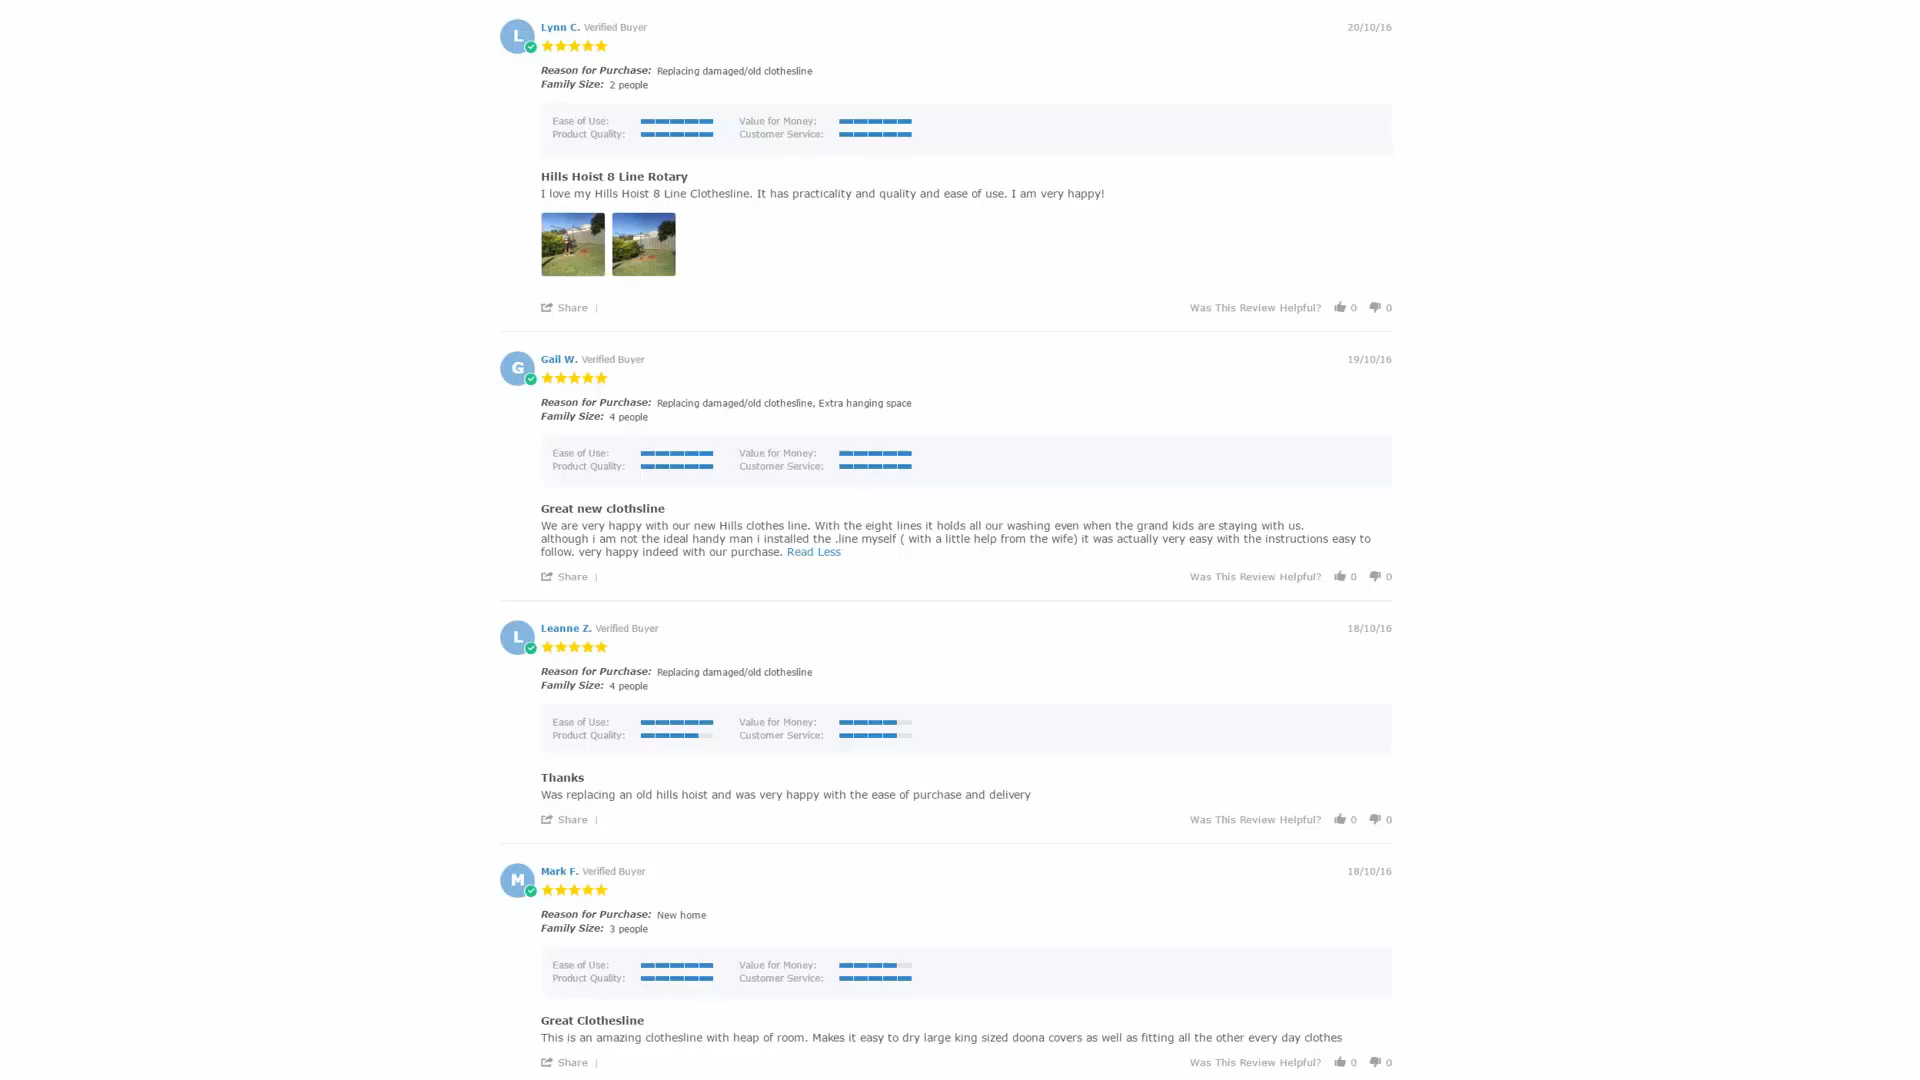 L
Lynn C. Verified Buyer 20/10/16
Reason for Purchase: Replacing damaged/old clothesline
Family Size: 2 people
Ease of Use: Value for Money:
Product Quality: Customer Service:
Hills Hoist 8 Line Rotary
I love my Hills Hoist 8 Line Clothesline. It has practicality and quality and ease of use. I am very happy!
Share | Was This Review Helpful? 0 0
G
Gail W. Verified Buyer 19/10/16
Reason for Purchase: Replacing damaged/old clothesline, Extra hanging space
Family Size: 4 people
Ease of Use: Value for Money:
Product Quality: Customer Service:
Great new clothsline
We are very happy with our new Hills clothes line. With the eight lines it holds all our washing even when the grand kids are staying with us.
although i am not the ideal handy man i installed the .line myself ( with a little help from the wife) it was actually very easy with the instructions easy to
follow. very happy indeed with our purchase. Read Less
Share | Was This Review Helpful? 0 0
L
Leanne Z. Verified Buyer 18/10/16
Reason for Purchase: Replacing damaged/old clothesline
Family Size: 4 people
Ease of Use: Value for Money:
Product Quality: Customer Service:
Thanks
Was replacing an old hills hoist and was very happy with the ease of purchase and delivery
Share | Was This Review Helpful? 0 0
M
Mark F. Verified Buyer 18/10/16
Reason for Purchase: New home
Family Size: 3 people
Ease of Use: Value for Money:
Product Quality: Customer Service:
Great Clothesline
This is an amazing clothesline with heap of room. Makes it easy to dry large king sized doona covers as well as fitting all the other every day clothes
Share | Was This Review Helpful? 0 0